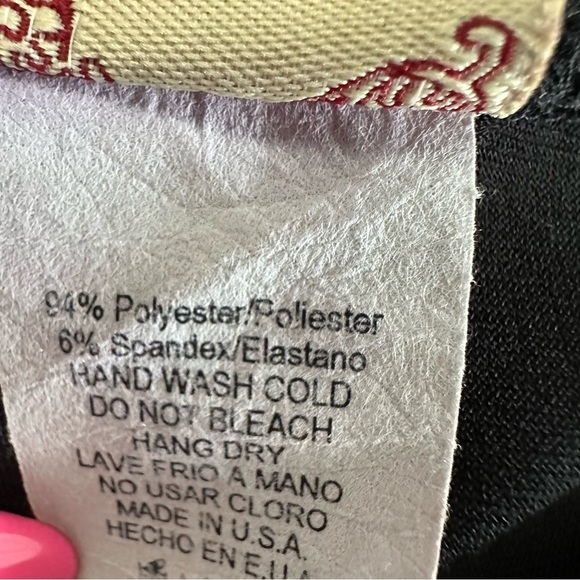 94% Polyester/Poliester
6% Spandex/Elastano
HAND WASH COLD
DO NOT BLEACH
HANG DRY
LAVE FRIO A MANO
NO USAR CLORO
MADE IN U.S.A.
HECHO EN E.U.